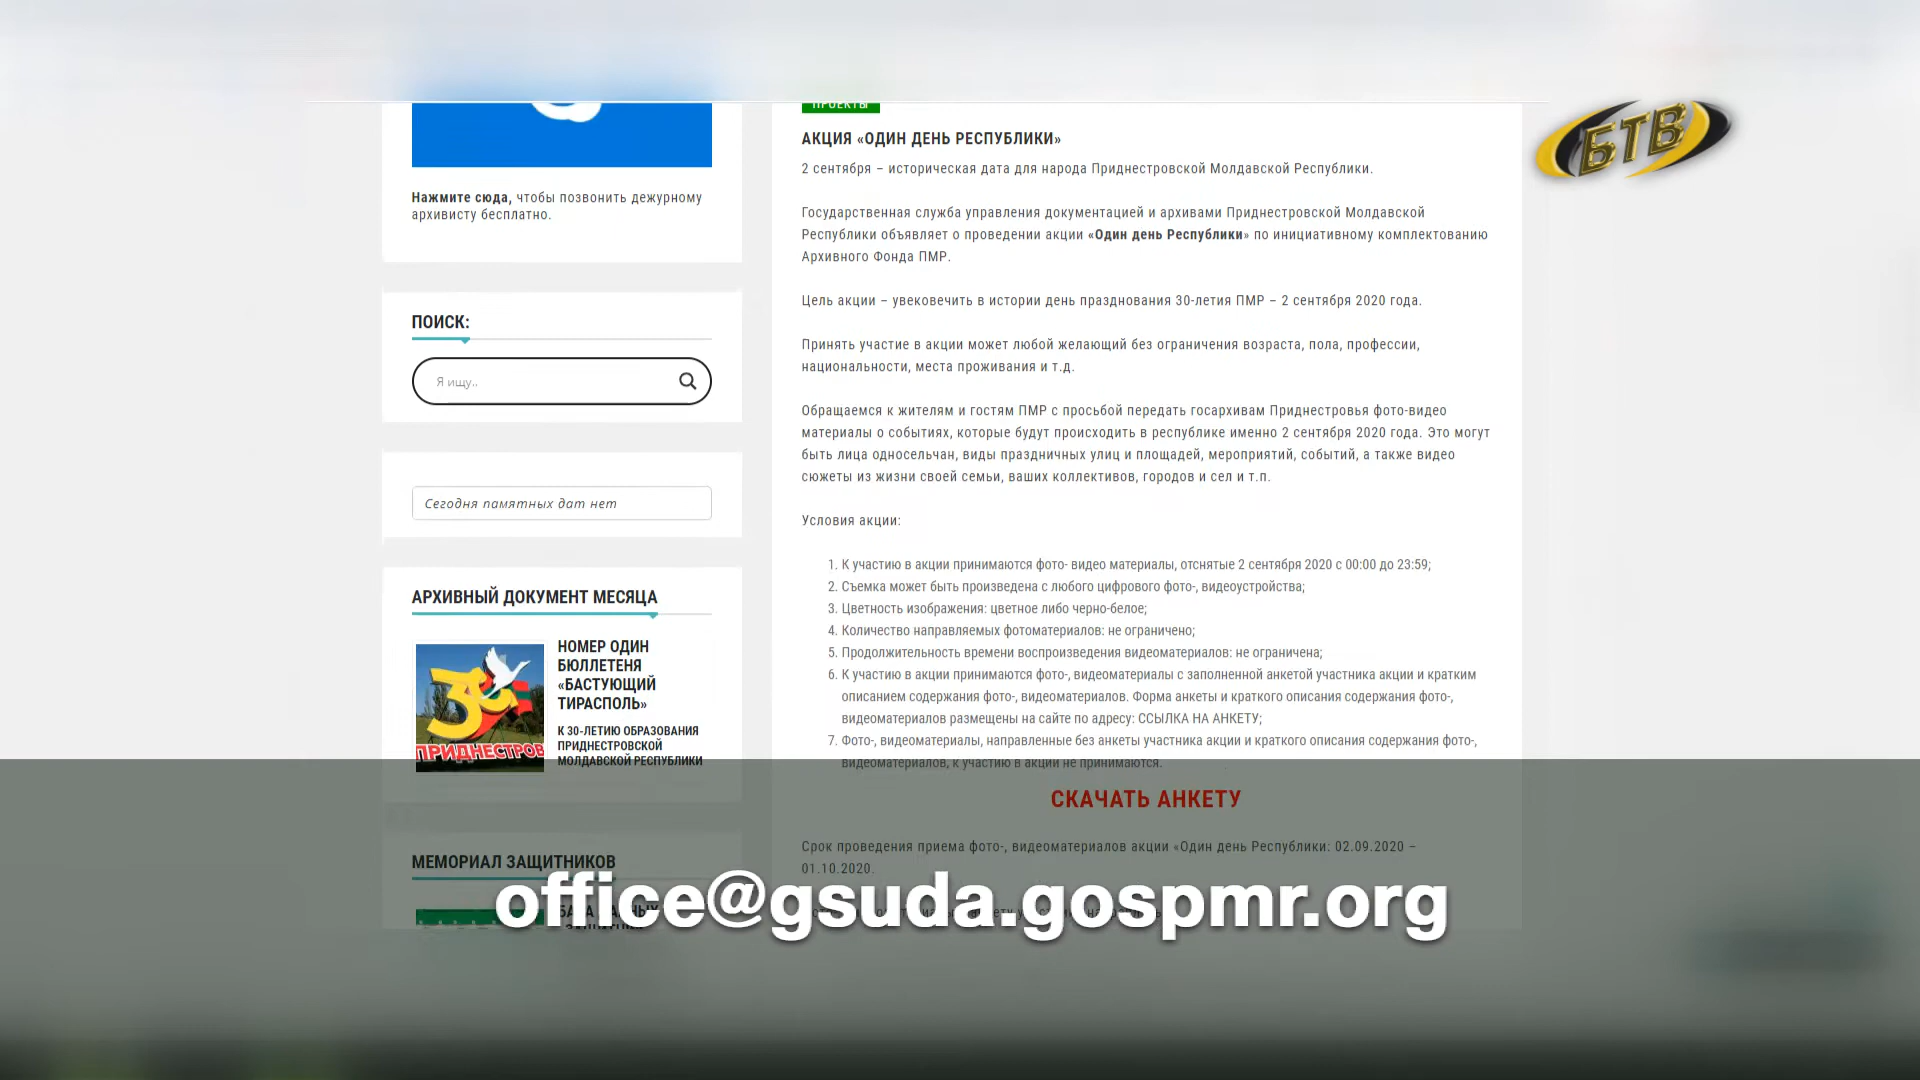 Нажмите сюда, чтобы позвонить дежурному
архивисту бесплатно.
ПОИСК:
Я ищу..
Сегодня памятных дат нет
АРХИВНЫЙ ДОКУМЕНТ МЕСЯЦА
ПРИДНЕСТРОВ
НОМЕР ОДИН
БЮЛЛЕТЕНЯ
«БАСТУЮЩИЙ
ТИРАСПОЛЬ»
К 30-ЛЕТИЮ ОБРАЗОВАНИЯ
ПРИДНЕСТРОВСКОЙ
МОЛДАВСКОЙ РЕСПУБЛИКИ
МЕМОРИАЛ ЗАЩИТНИКОВ
ПРОЕКТЫ
АКЦИЯ «ОДИН ДЕНЬ РЕСПУБЛИКИ»
2 сентября – историческая дата для народа Приднестровской Молдавской Республики.
Государственная служба управления документацией и архивами Приднестровской Молдавской
Республики объявляет о проведении акции «Один день Республики» по инициативному комплектованию
Архивного Фонда ПМР.
Цель акции – увековечить в истории день празднования 30-летия ПМР – 2 сентября 2020 года.
Принять участие в акции может любой желающий без ограничения возраста, пола, профессии,
национальности, места проживания и т.д.
Обращаемся к жителям и гостям ПМР с просьбой передать госархивам Приднестровья фото-видео
материалы о событиях, которые будут происходить в республике именно 2 сентября 2020 года. Это могут
быть лица односельчан, виды праздничных улиц и площадей, мероприятий, событий, а также видео
сюжеты из жизни своей семьи, ваших коллективов, городов и сел и т.п.
Условия акции:
1. К участию в акции принимаются фото- видео материалы, отснятые 2 сентября 2020 с 00:00 до 23:59;
2. Съемка может быть произведена с любого цифрового фото-, видеоустройства;
3. Цветность изображения: цветное либо черно-белое;
4. Количество направляемых фотоматериалов: не ограничено;
5. Продолжительность времени воспроизведения видеоматериалов: не ограничена;
6. К участию в акции принимаются фото-, видеоматериалы с заполненной анкетой участника акции и кратким
описанием содержания фото-, видеоматериалов. Форма анкеты и краткого описания содержания фото-,
видеоматериалов размещены на сайте по адресу: ССЫЛКА НА АНКЕТУ;
7. Фото-, видеоматериалы, направленные без анкеты участника акции и краткого описания содержания фото-,
видеоматериалов, к участию в акции не принимаются.
СКАЧАТЬ АНКЕТУ
Срок проведения приема фото-, видеоматериалов акции «Один день Республики: 02.09.2020 –
01.10.2020.
office@gsuda.gospmr.org
БТВ